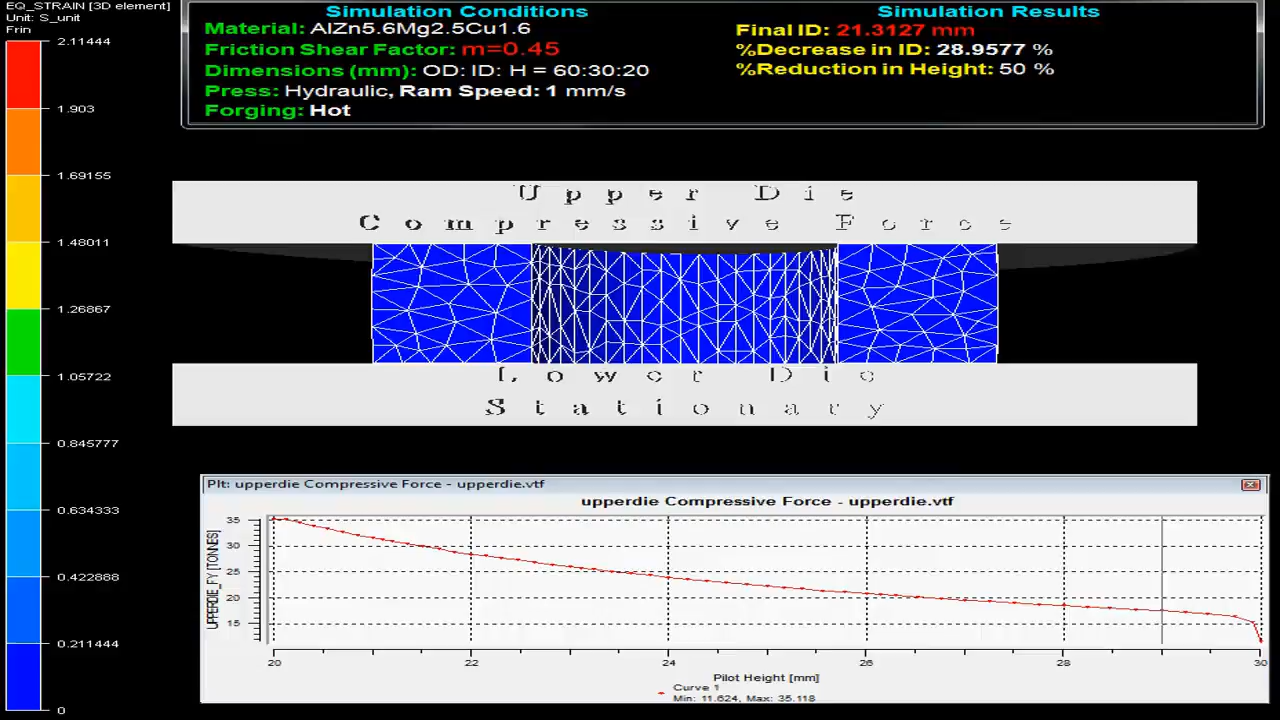 EQ_STRAIN [3D element]
Unit: S_unit
Frin
2.11444
1.903
1.69155
1.48011
1.26867
1.05722
0.845777
0.634333
0.422888
0.211444
0
Simulation Conditions
Material: AlZn5.6Mg2.5Cu1.6
Friction Shear Factor: m=0.45
Dimensions (mm): OD: ID: H = 60:30:20
Press: Hydraulic, Ram Speed: 1 mm/s
Forging: Hot
Simulation Results
Final ID: 21.3127 mm
%Decrease in ID: 28.9577 %
%Reduction in Height: 50 %
Upper Die
Compressive Force
Lower Die
Stationary
Plt: upperdie Compressive Force - upperdie.vtf
upperdie Compressive Force - upperdie.vtf
UPPERDIE_FY [TONNES]
35
30
25
20
15
20 22 24 26 28 30
Pilot Height [mm]
Curve 1
Min: 11.624, Max: 35.118